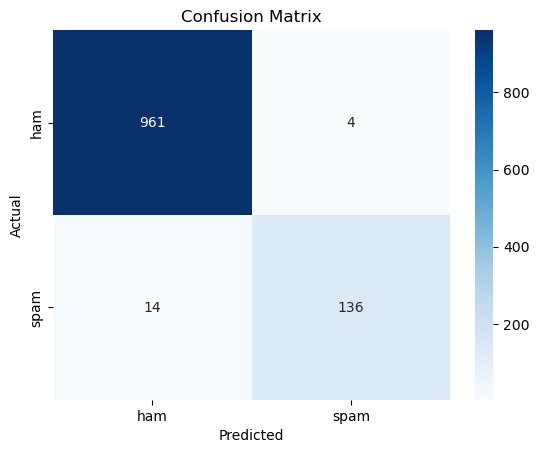 Confusion Matrix
ham
961
4
Actual
spam
14
136
ham
spam
Predicted
800
600
400
200